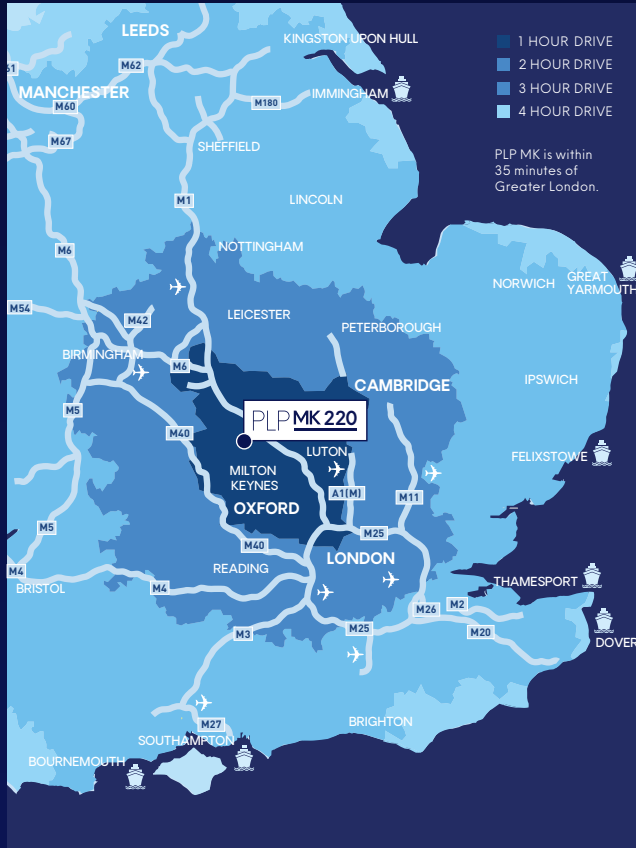 LEEDS
KINGSTON UPON HULL
1 HOUR DRIVE
2 HOUR DRIVE
3 HOUR DRIVE
4 HOUR DRIVE
61
M62
MANCHESTER
IMMINGHAM
M60
M180
M67
SHEFFIELD
PLP MK is within
35 minutes of
Greater London.
M1
LINCOLN
M6
NOTTINGHAM
NORWICH
GREAT
YARMOUTH
M54
M42
LEICESTER
PETERBOROUGH
BIRMINGHAM
M6
CAMBRIDGE
IPSWICH
M5
PLP MK 220
M40
LUTON
FELIXSTOWE
MILTON
KEYNES
A1(M)
M11
OXFORD
M5
M25
M40
LONDON
M4
READING
THAMESPORT
BRISTOL
M4
M26
M2
M3
M25
M20
DOVER
M27
BRIGHTON
SOUTHAMPTON
BOURNEMOUTH